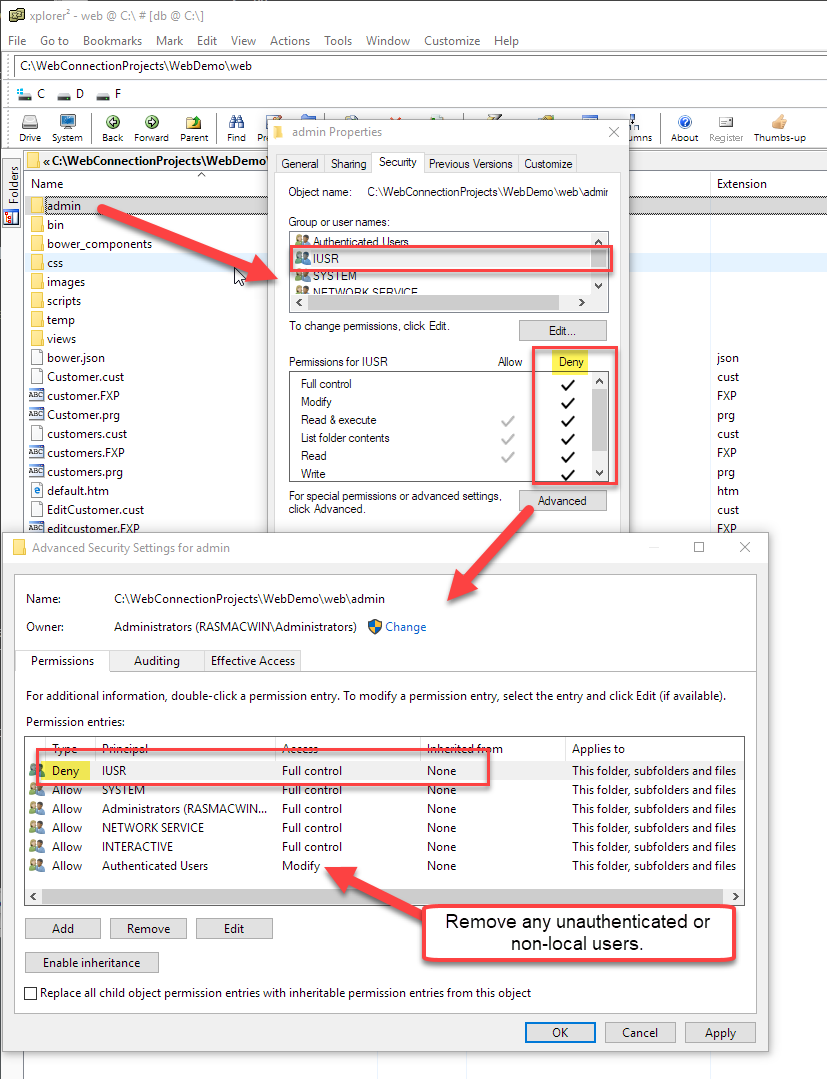 xplorer² - web @ C:\ # [db @ C:\]
File Go to Bookmarks Mark Edit View Actions Tools Window Customize Help
C:\WebConnectionProjects\WebDemo\web
C D F
Drive System Back Forward Parent Find About Register Thumbs-up
admin Properties
Folders
« C:\WebConnectionProjects\WebDemo\
Name
Extension
General Sharing Security Previous Versions Customize
Object name: C:\WebConnectionProjects\WebDemo\web\admin
Group or user names:
Authenticated Users
IUSR
SYSTEM
NETWORK SERVICE
To change permissions, click Edit.
Edit...
Permissions for IUSR Allow Deny
Full control
Modify
Read & execute
List folder contents
Read
Write
For special permissions or advanced settings,
click Advanced.
Advanced
admin
bin
bower_components
css
images
scripts
temp
views
bower.json json
Customer.cust cust
customer.FXP FXP
Customer.prg prg
customers.cust cust
customers.FXP FXP
customers.prg prg
default.htm htm
EditCustomer.cust cust
editcustomer.FXP FXP
Advanced Security Settings for admin
Name: C:\WebConnectionProjects\WebDemo\web\admin
Owner: Administrators (RASMACWIN\Administrators) Change
Permissions Auditing Effective Access
For additional information, double-click a permission entry. To modify a permission entry, select the entry and click Edit (if available).
Permission entries:
Type Principal Access Inherited from Applies to
Deny IUSR Full control None This folder, subfolders and files
Allow SYSTEM Full control None This folder, subfolders and files
Allow Administrators (RASMACWIN... Full control None This folder, subfolders and files
Allow NETWORK SERVICE Full control None This folder, subfolders and files
Allow INTERACTIVE Full control None This folder, subfolders and files
Allow Authenticated Users Modify None This folder, subfolders and files
Remove any unauthenticated or
non-local users.
Add Remove Edit
Enable inheritance
Replace all child object permission entries with inheritable permission entries from this object
OK Cancel Apply